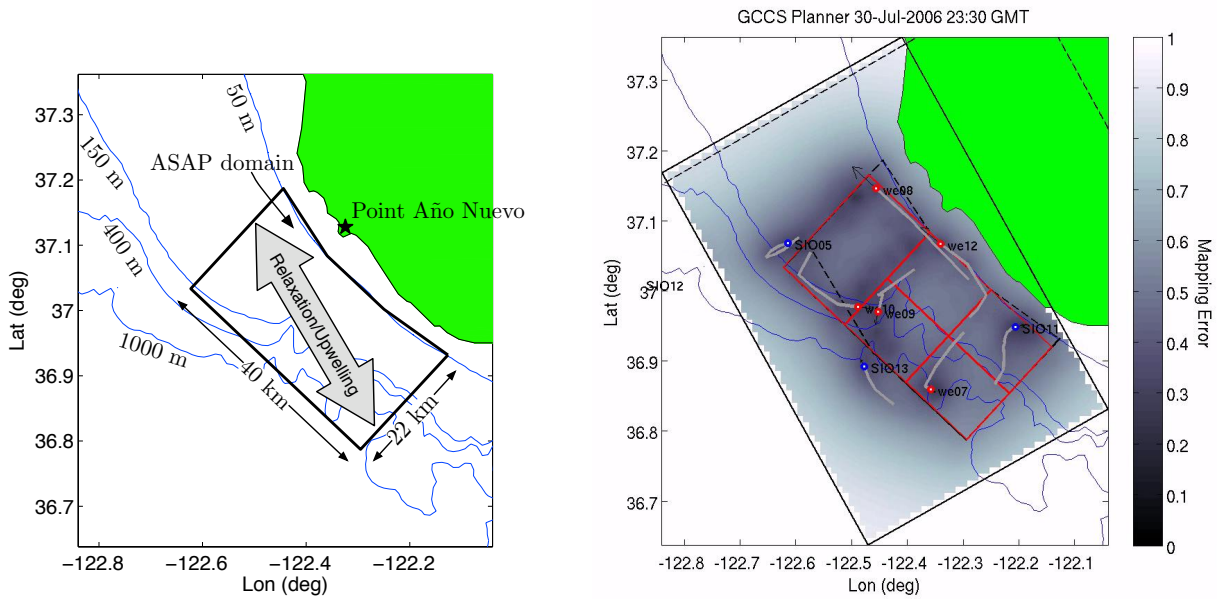 37.3
37.2
37.1
37
36.9
36.8
36.7
−122.8
−122.6
−122.4
−122.2
Lon (deg)
Lat (deg)
50 m
150 m
400 m
1000 m
ASAP domain
Point Año Nuevo
Relaxation/Upwelling
40 km
22 km
GCCS Planner 30-Jul-2006 23:30 GMT
37.3
37.2
37.1
37
36.9
36.8
36.7
-122.8
-122.7
-122.6
-122.5
-122.4
-122.3
-122.2
-122.1
Lon (deg)
Lat (deg)
we08
we12
SIO05
SIO12
we10
we09
SIO11
SIO13
we07
1
0.9
0.8
0.7
0.6
0.5
0.4
0.3
0.2
0.1
0
Mapping Error